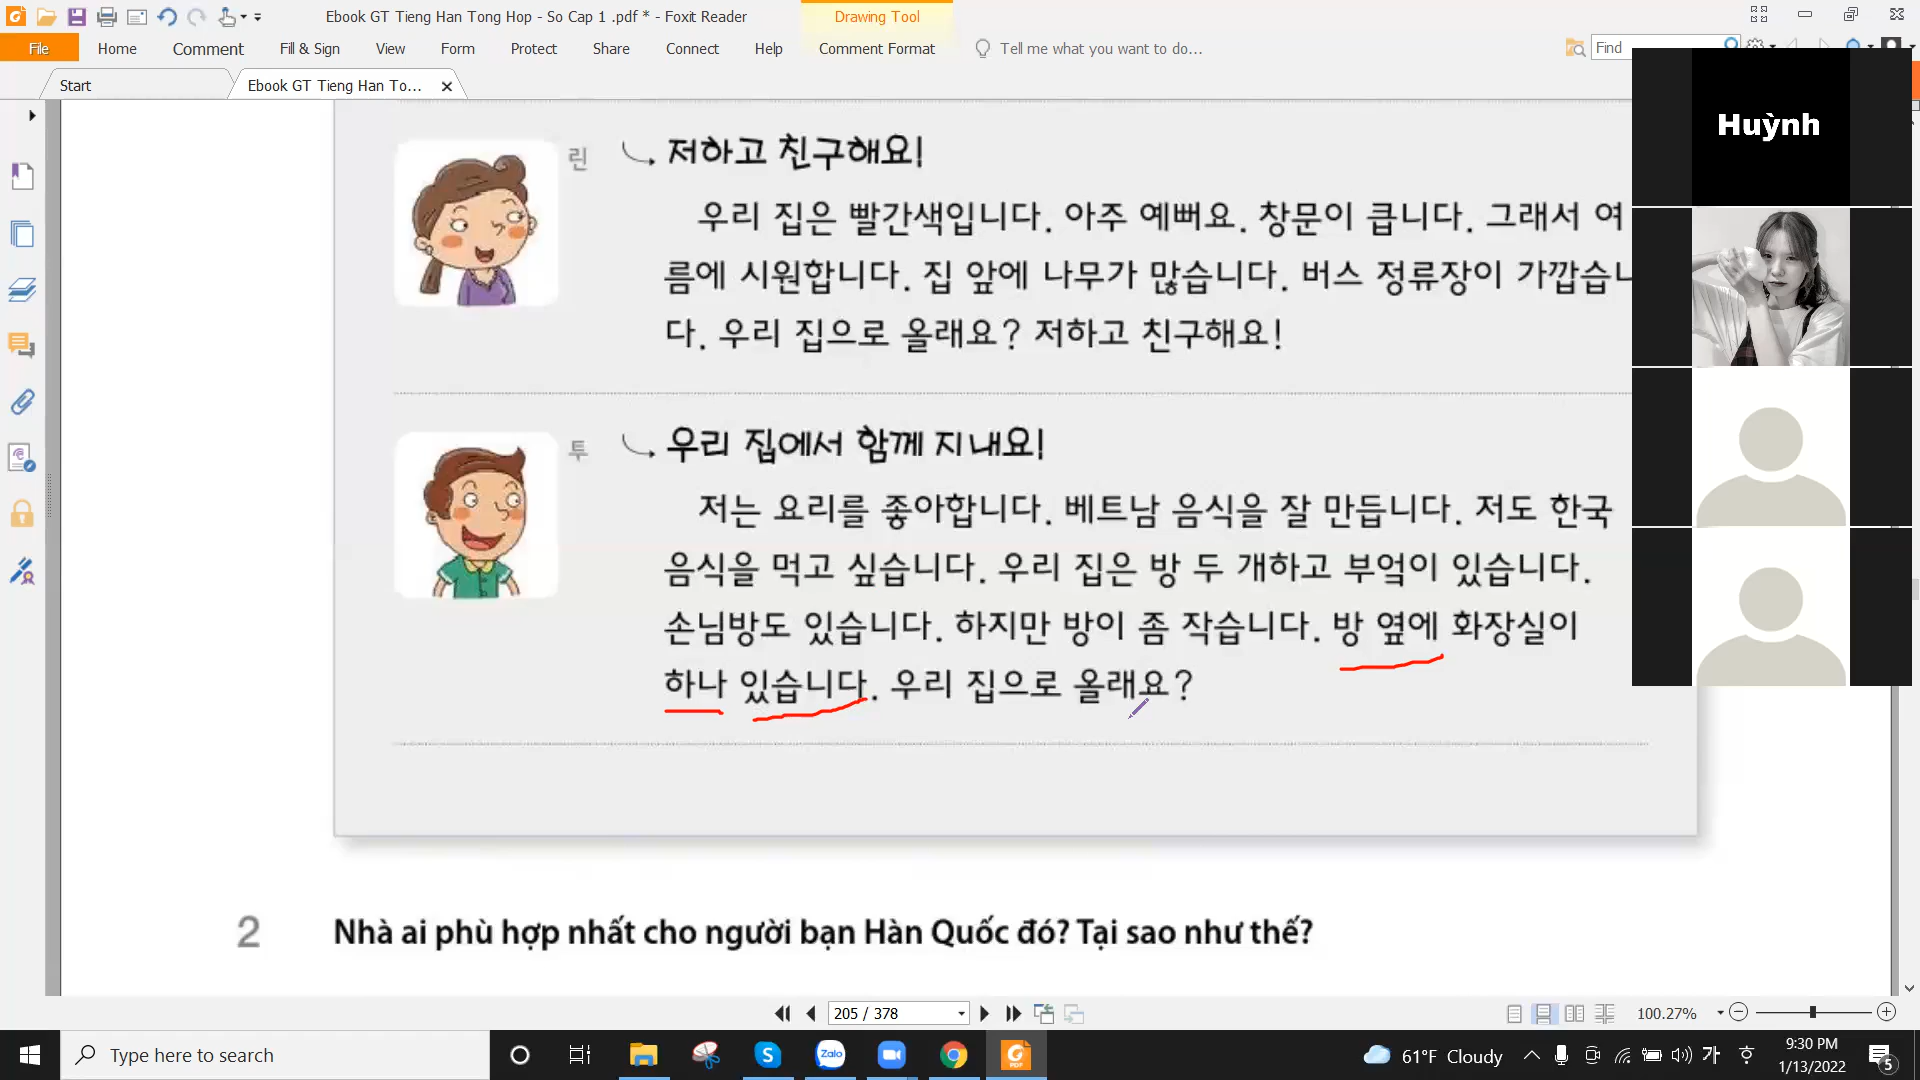 Ebook GT Tieng Han Tong Hop - So Cap 1 .pdf * - Foxit Reader
Drawing Tool
File
Home
Comment
Fill & Sign
View
Form
Protect
Share
Connect
Help
Comment Format
Tell me what you want to do...
Find
Start
Ebook GT Tieng Han To...
Huỳnh
린
저하고 친구해요!
우리 집은 빨간색입니다. 아주 예뻐요. 창문이 큽니다. 그래서 여
름에 시원합니다. 집 앞에 나무가 많습니다. 버스 정류장이 가깝습니
다. 우리 집으로 올래요? 저하고 친구해요!
투
우리 집에서 함께 지내요!
저는 요리를 좋아합니다. 베트남 음식을 잘 만듭니다. 저도 한국
음식을 먹고 싶습니다. 우리 집은 방 두 개하고 부엌이 있습니다.
손님방도 있습니다. 하지만 방이 좀 작습니다. 방 옆에 화장실이
하나 있습니다. 우리 집으로 올래요?
2 Nhà ai phù hợp nhất cho người bạn Hàn Quốc đó? Tại sao như thế?
205 / 378
100.27%
Type here to search
Zalo
PDF
61°F Cloudy
가
9:30 PM
1/13/2022
5